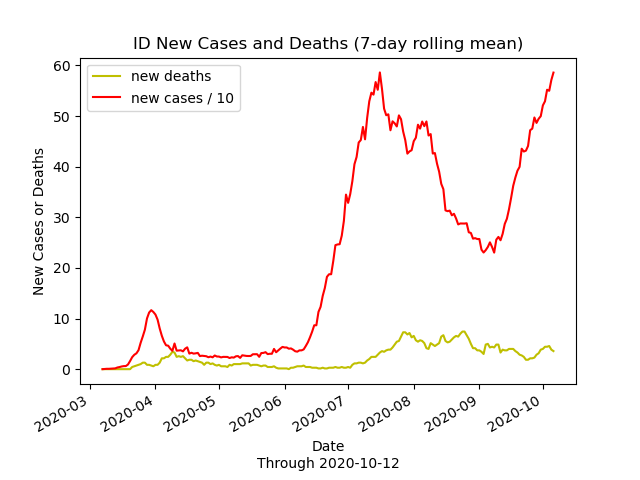 ID New Cases and Deaths (7-day rolling mean)
new deaths
new cases / 10
60
50
40
30
20
10
0
New Cases or Deaths
2020-03
2020-04
2020-05
2020-06
2020-07
2020-08
2020-09
2020-10
Date
Through 2020-10-12